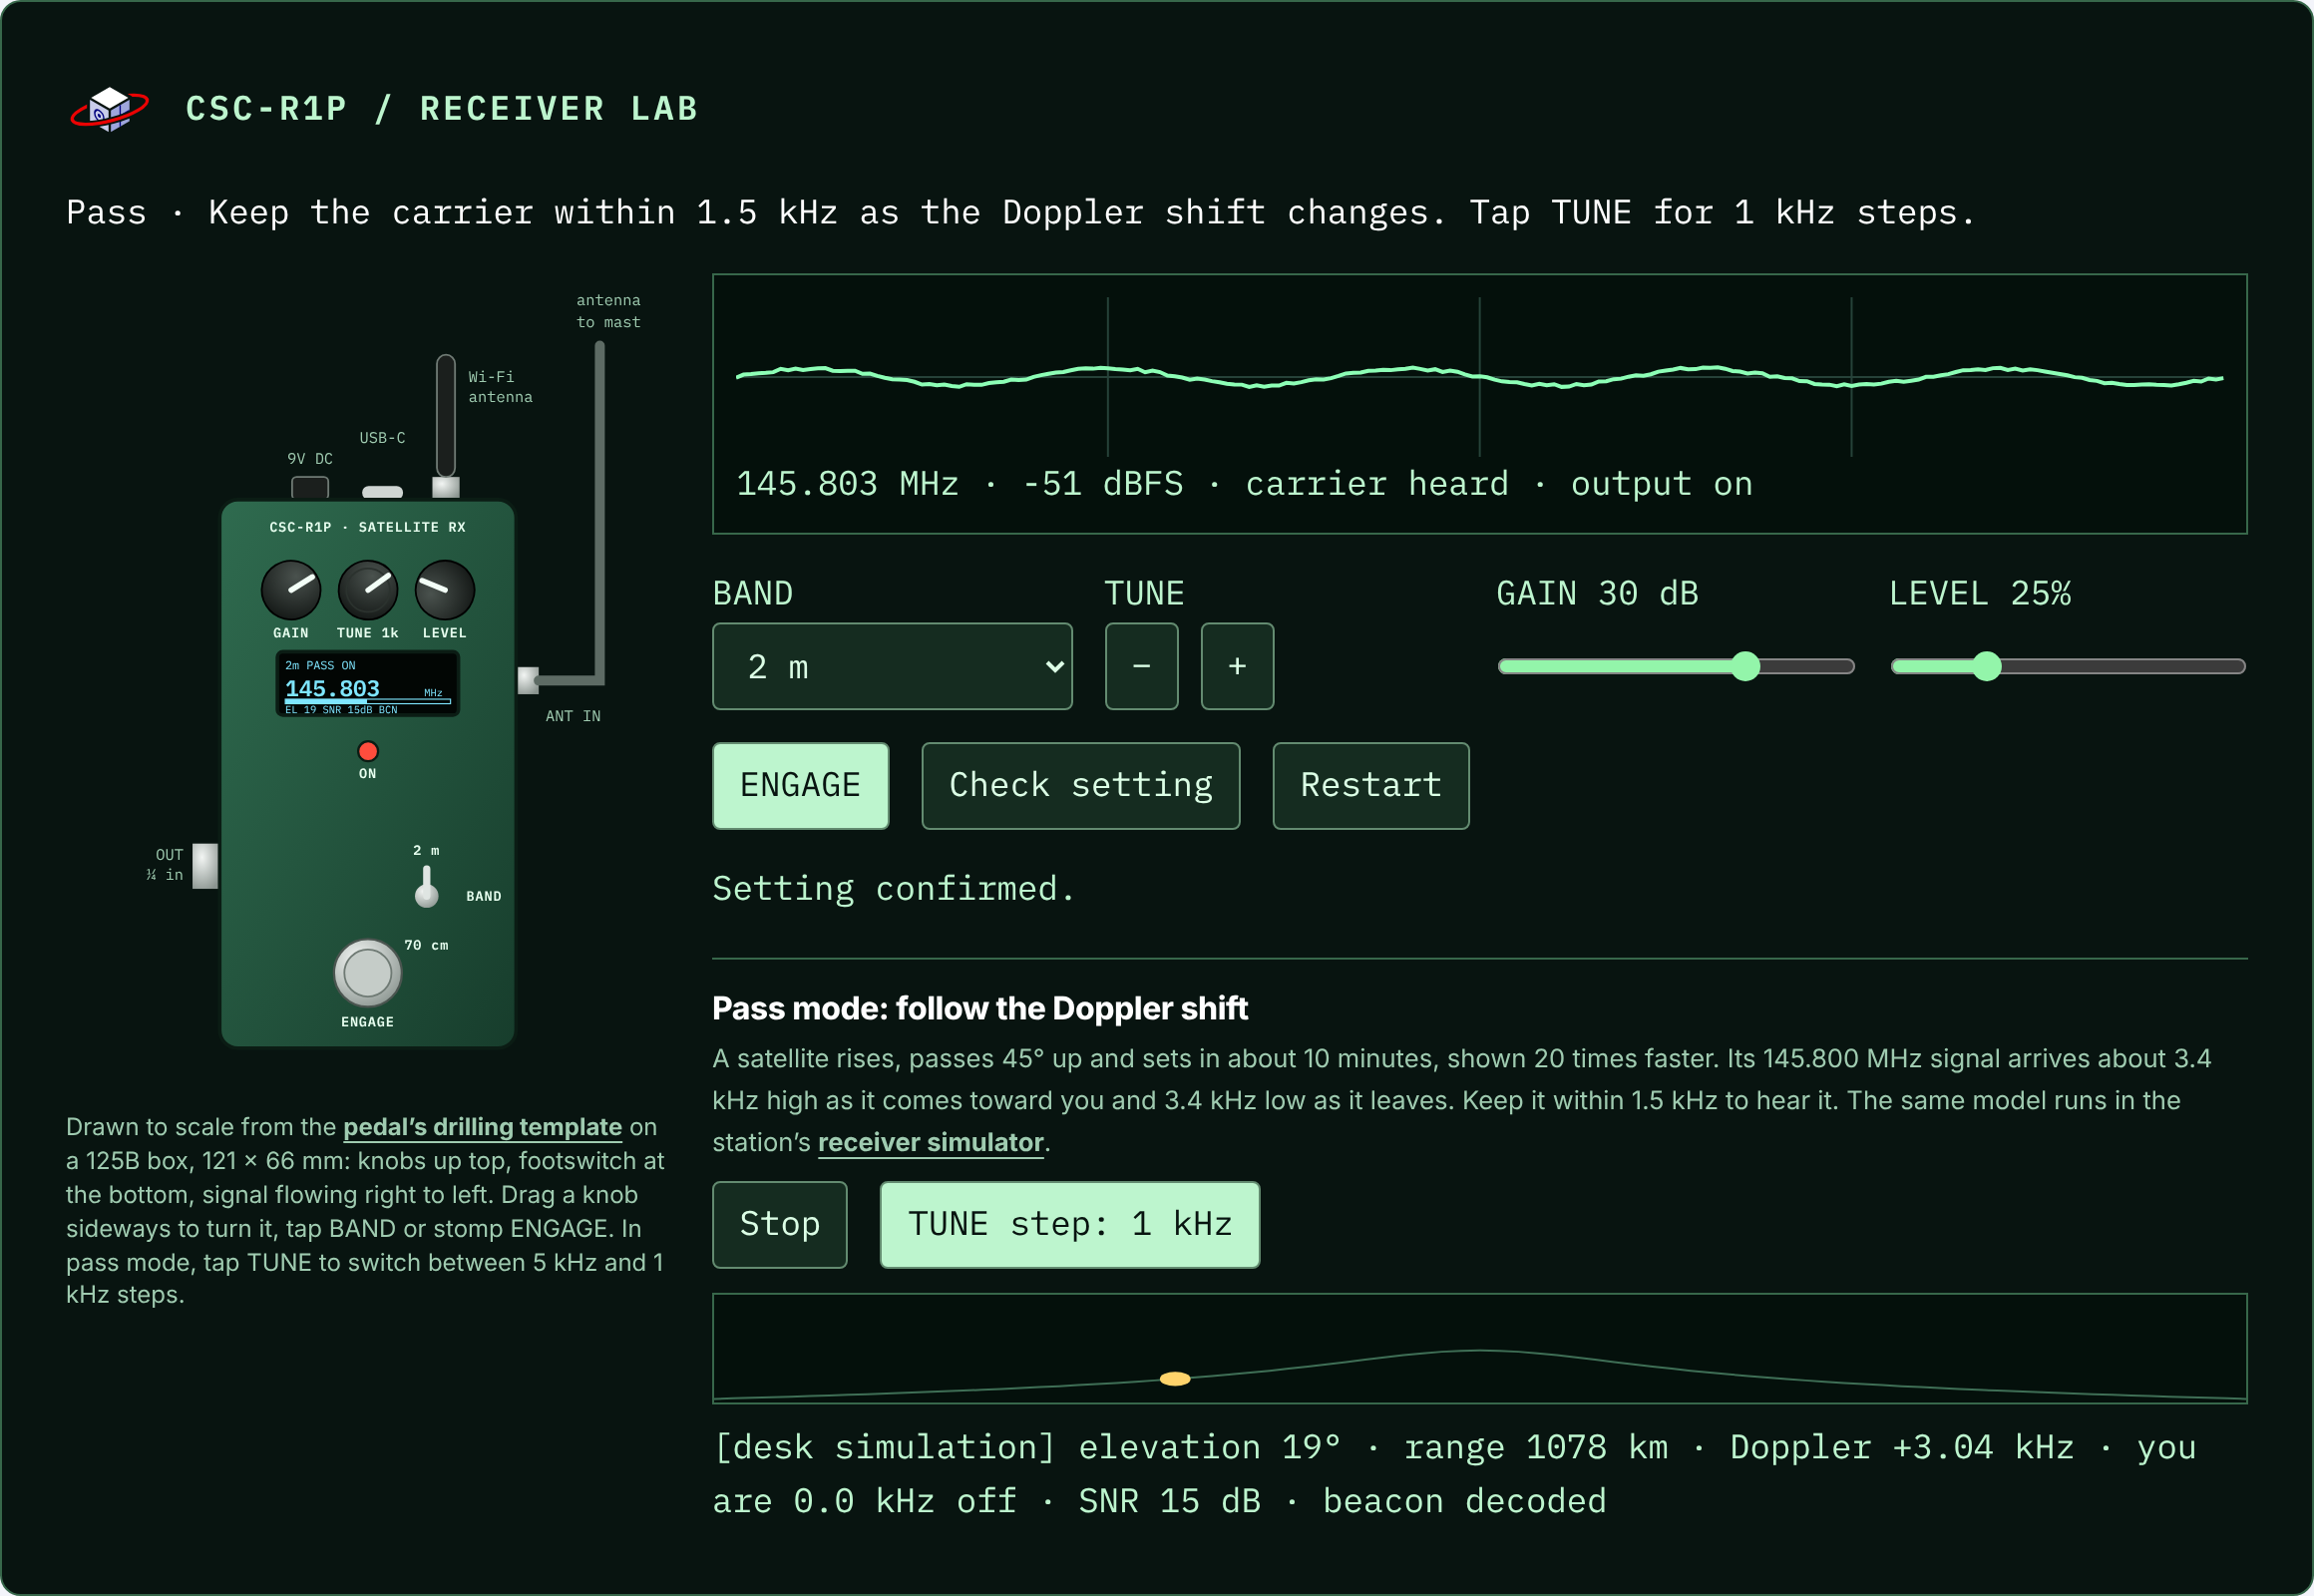 CSC-R1P / RECEIVER LAB
Pass · Keep the carrier within 1.5 kHz as the Doppler shift changes. Tap TUNE for 1 kHz steps.
antenna
to mast
Wi-Fi
antenna
USB-C
9V DC
CSC-R1P · SATELLITE RX
GAIN TUNE 1k LEVEL
2m PASS ON
145.803 MHz
EL 19 SNR 15dB BCN
ANT IN
ON
OUT
¼ in
2 m
BAND
70 cm
ENGAGE
Drawn to scale from the pedal’s drilling template on
a 125B box, 121 × 66 mm: knobs up top, footswitch at
the bottom, signal flowing right to left. Drag a knob
sideways to turn it, tap BAND or stomp ENGAGE. In
pass mode, tap TUNE to switch between 5 kHz and 1
kHz steps.
145.803 MHz · -51 dBFS · carrier heard · output on
BAND TUNE GAIN 30 dB LEVEL 25%
2 m − +
ENGAGE Check setting Restart
Setting confirmed.
Pass mode: follow the Doppler shift
A satellite rises, passes 45° up and sets in about 10 minutes, shown 20 times faster. Its 145.800 MHz signal arrives about 3.4
kHz high as it comes toward you and 3.4 kHz low as it leaves. Keep it within 1.5 kHz to hear it. The same model runs in the
station’s receiver simulator.
Stop TUNE step: 1 kHz
[desk simulation] elevation 19° · range 1078 km · Doppler +3.04 kHz · you
are 0.0 kHz off · SNR 15 dB · beacon decoded